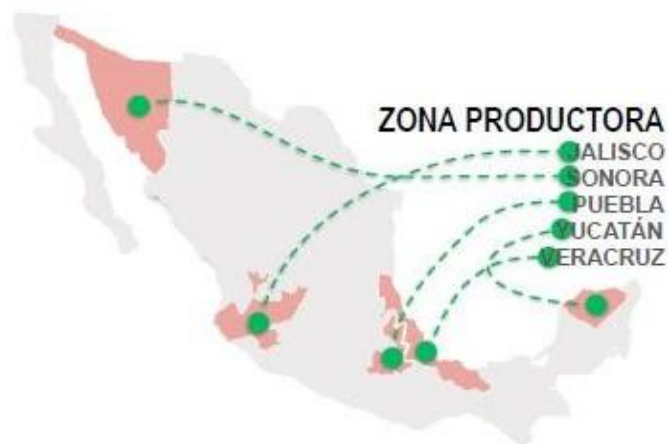 ZONA PRODUCTORA
JALISCO
SONORA
PUEBLA
YUCATÁN
VERACRUZ